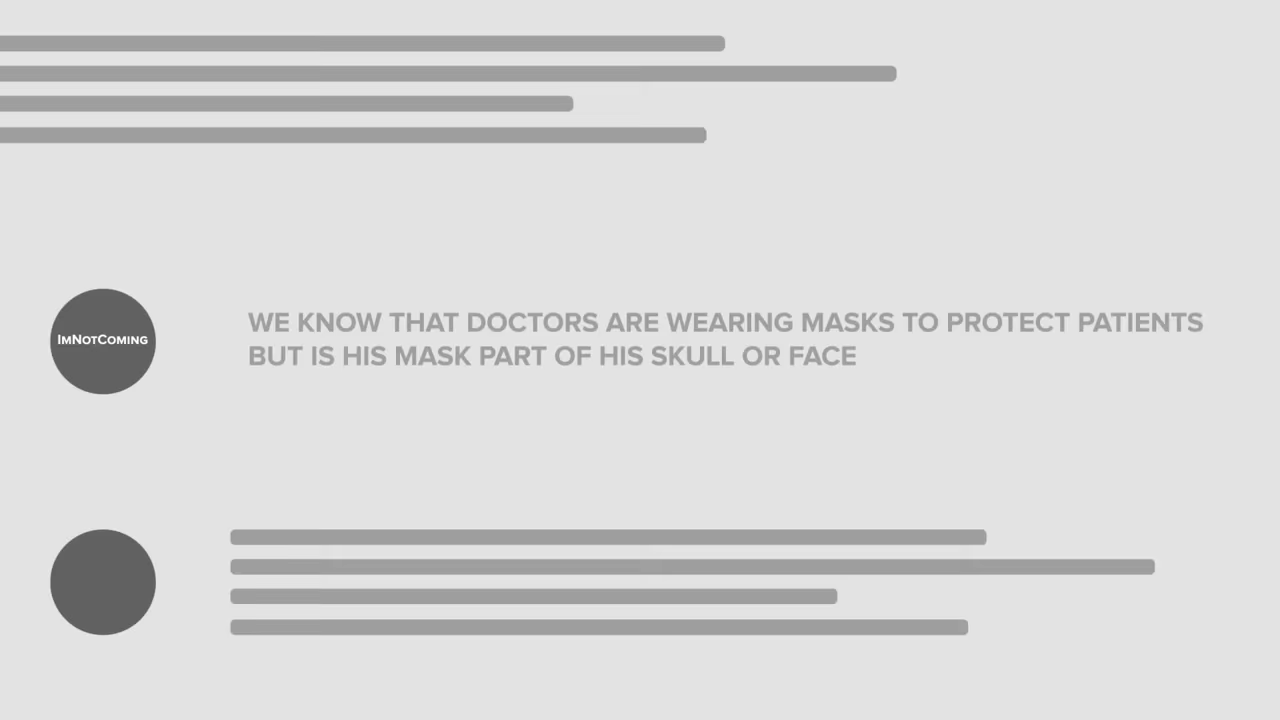 ImNotComing
WE KNOW THAT DOCTORS ARE WEARING MASKS TO PROTECT PATIENTS
BUT IS HIS MASK PART OF HIS SKULL OR FACE